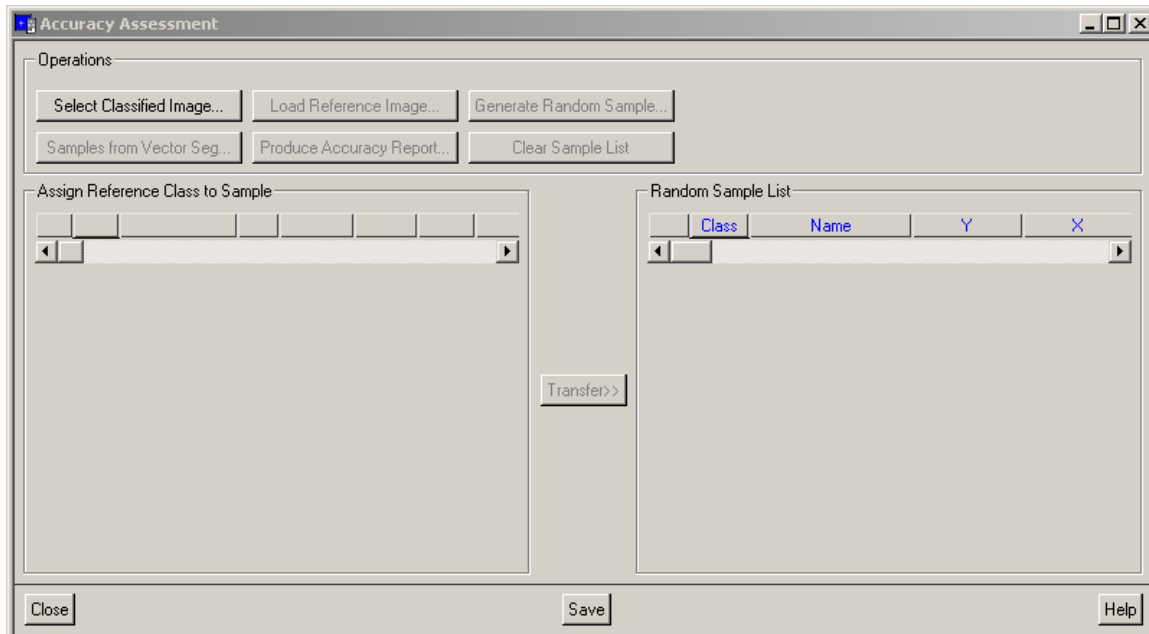 Accuracy Assessment
Operations
Select Classified Image... Load Reference Image... Generate Random Sample...
Samples from Vector Seg... Produce Accuracy Report... Clear Sample List
Assign Reference Class to Sample
Random Sample List
Class Name Y X
Transfer>>
Close Save Help